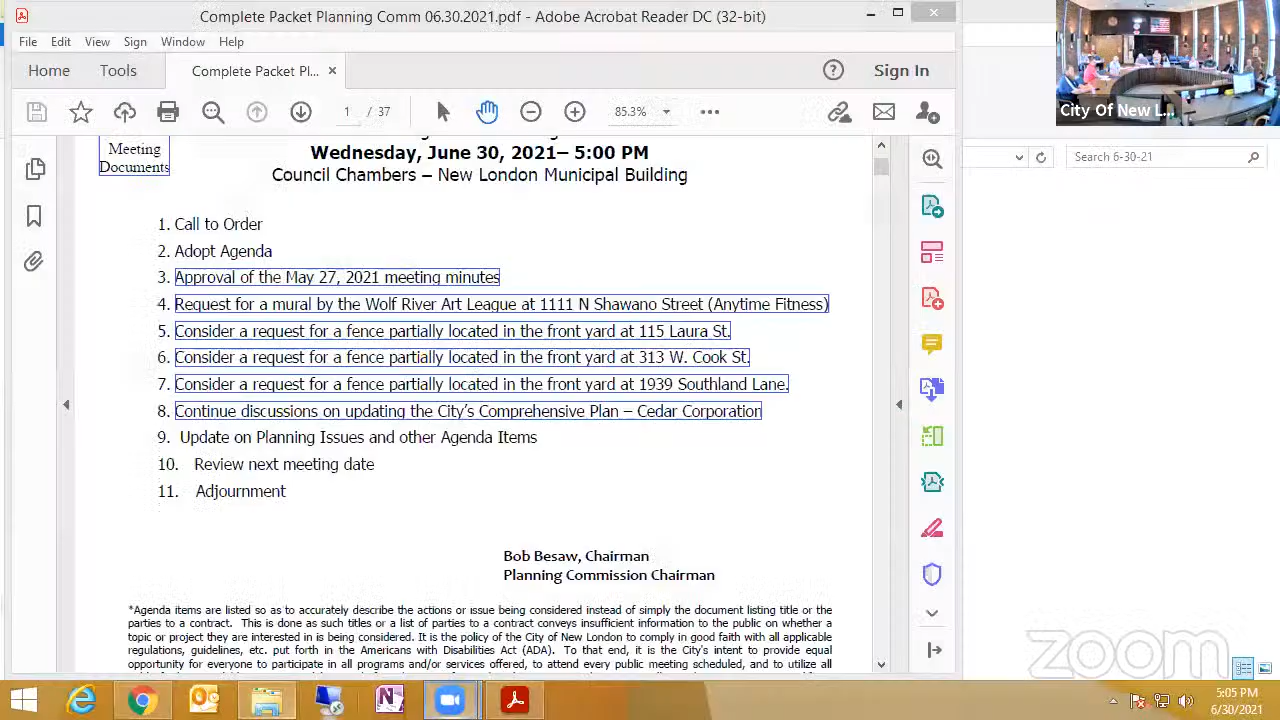 Complete Packet Planning Comm 06.30.2021.pdf - Adobe Acrobat Reader DC (32-bit)
File Edit View Sign Window Help
Home Tools Complete Packet Pl... × Sign In
37 85.3%
City Of New L...
Search 6-30-21
Meeting
Documents
Wednesday, June 30, 2021– 5:00 PM
Council Chambers – New London Municipal Building
1. Call to Order
2. Adopt Agenda
3. Approval of the May 27, 2021 meeting minutes
4. Request for a mural by the Wolf River Art League at 1111 N Shawano Street (Anytime Fitness)
5. Consider a request for a fence partially located in the front yard at 115 Laura St.
6. Consider a request for a fence partially located in the front yard at 313 W. Cook St.
7. Consider a request for a fence partially located in the front yard at 1939 Southland Lane.
8. Continue discussions on updating the City's Comprehensive Plan – Cedar Corporation
9. Update on Planning Issues and other Agenda Items
10. Review next meeting date
11. Adjournment
Bob Besaw, Chairman
Planning Commission Chairman
*Agenda items are listed so as to accurately describe the actions or issue being considered instead of simply the document listing title or the
parties to a contract. This is done as such titles or a list of parties to a contract conveys insufficient information to the public on whether a
topic or project they are interested in is being considered. It is the policy of the City of New London to comply in good faith with all applicable
regulations, guidelines, etc. put forth in the Americans with Disabilities Act (ADA). To that end, it is the City's intent to provide equal
opportunity for everyone to participate in all programs and/or services offered, to attend every public meeting scheduled, and to utilize all
zoom
5:05 PM
6/30/2021